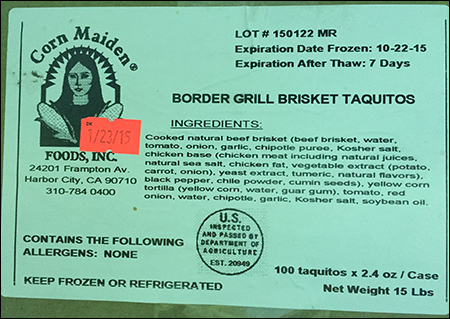 Corn Maiden®
FOODS, INC.
24201 Frampton Av.
Harbor City, CA 90710
310-784 0400
DK
1/23/15
LOT # 150122 MR
Expiration Date Frozen: 10-22-15
Expiration After Thaw: 7 Days
BORDER GRILL BRISKET TAQUITOS
INGREDIENTS:
Cooked natural beef brisket (beef brisket, water,
tomato, onion, garlic, chipotle puree, Kosher salt,
chicken base (chicken meat including natural juices,
natural sea salt, chicken fat, vegetable extract (potato,
carrot, onion), yeast extract, tumeric, natural flavors),
black pepper, chile powder, cumin seeds), yellow corn
tortilla (yellow corn, water, guar gum), tomato, red
onion, water, chipotle, garlic, Kosher salt, soybean oil.
CONTAINS THE FOLLOWING
ALLERGENS: NONE
KEEP FROZEN OR REFRIGERATED
U.S.
INSPECTED
AND PASSED BY
DEPARTMENT OF
AGRICULTURE
EST. 20949
100 taquitos x 2.4 oz / Case
Net Weight 15 Lbs